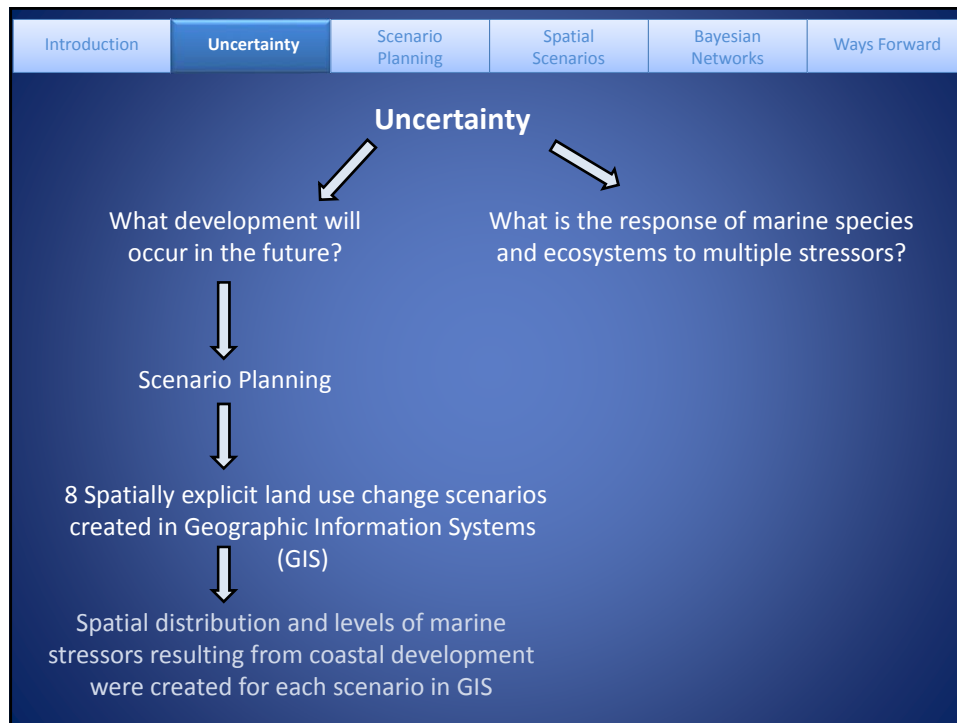 Introduction
Uncertainty
Scenario
Planning
Spatial
Scenarios
Bayesian
Networks
Ways Forward
Uncertainty
What development will
occur in the future?
What is the response of marine species
and ecosystems to multiple stressors?
Scenario Planning
8 Spatially explicit land use change scenarios
created in Geographic Information Systems
(GIS)
Spatial distribution and levels of marine
stressors resulting from coastal development
were created for each scenario in GIS